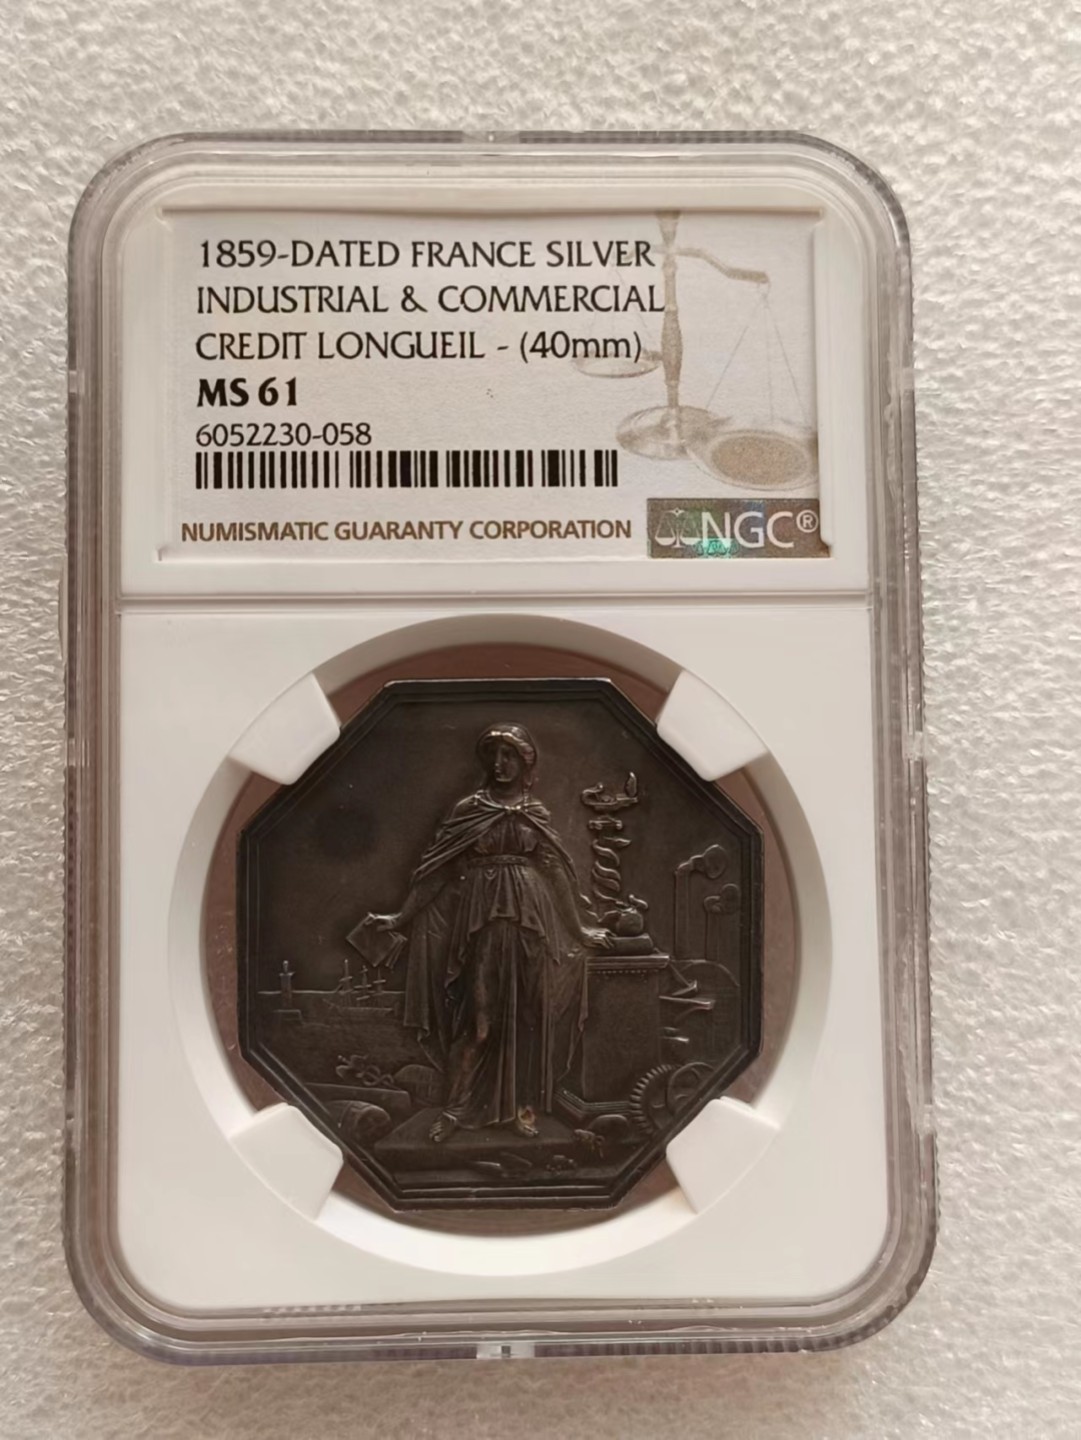 1859-DATED FRANCE SILVER
INDUSTRIAL & COMMERCIAL
CREDIT LONGUEIL - (40mm)
MS 61
6052230-058
NUMISMATIC GUARANTY CORPORATION
NGC®